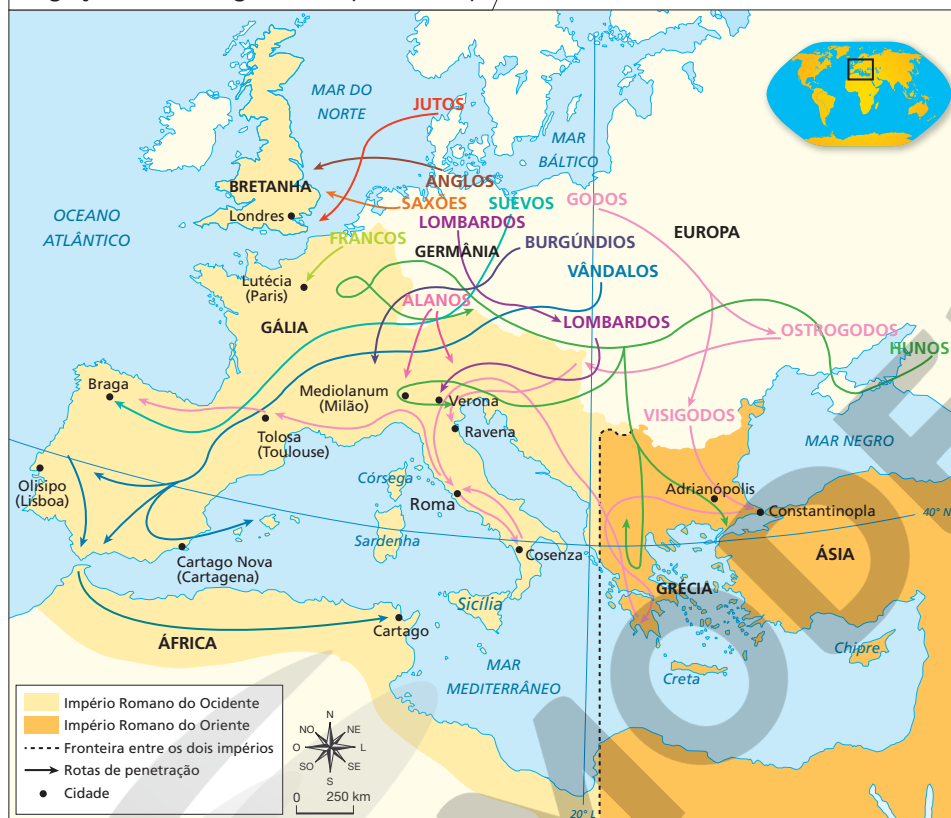 MAR DO
NORTE
JUTOS
MAR
BÁLTICO
ANGLOS
BRETANHA
SAXÕES
SUEVOS
GODOS
Londres
LOMBARDOS
OCEANO
ATLÂNTICO
FRANCOS
GERMÂNIA
BURGÚNDIOS
EUROPA
VÂNDALOS
Lutécia
(Paris)
ALANOS
GÁLIA
LOMBARDOS
OSTROGODOS
HUNOS
Braga
Mediolanum
(Milão)
Verona
VISIGODOS
Tolosa
(Toulouse)
Ravena
MAR NEGRO
Olisipo
(Lisboa)
Córsega
Roma
Adrianópolis
Constantinopla
40° N
Sardenha
Cartago Nova
(Cartagena)
Cosenza
ÁSIA
GRÉCIA
Sicília
Cartago
ÁFRICA
MAR
MEDITERRÂNEO
Creta
Chipre
Império Romano do Ocidente
Império Romano do Oriente
Fronteira entre os dois impérios
Rotas de penetração
Cidade
N
NO
NE
O
L
SO
SE
S
0 250 km
20° L
MODE